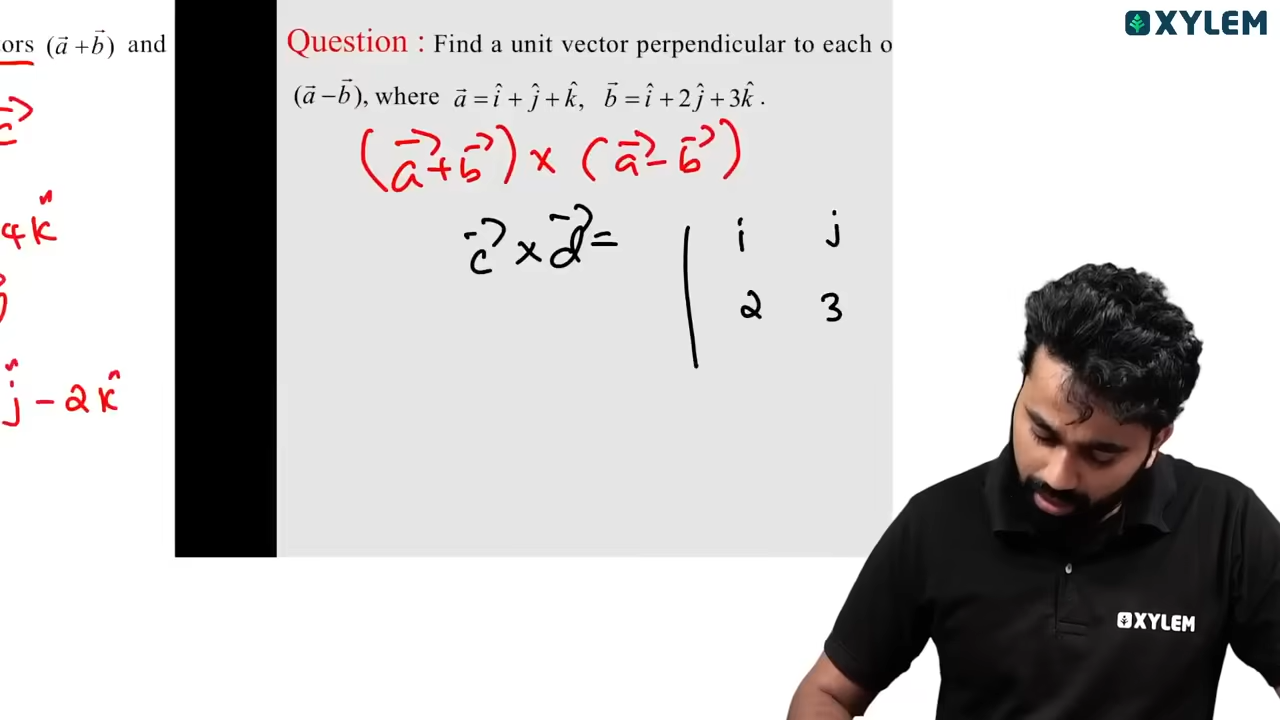 XYLEM
ors (a⃗ + b⃗) and
c⃗
4k̂
ĵ - 2k̂
Question : Find a unit vector perpendicular to each o
(a⃗ − b⃗), where a⃗ = î + ĵ + k̂, b⃗ = î + 2ĵ + 3k̂ .
(a⃗ + b⃗) × (a⃗ − b⃗)
c⃗ × d⃗ = | i j
2 3
XYLEM